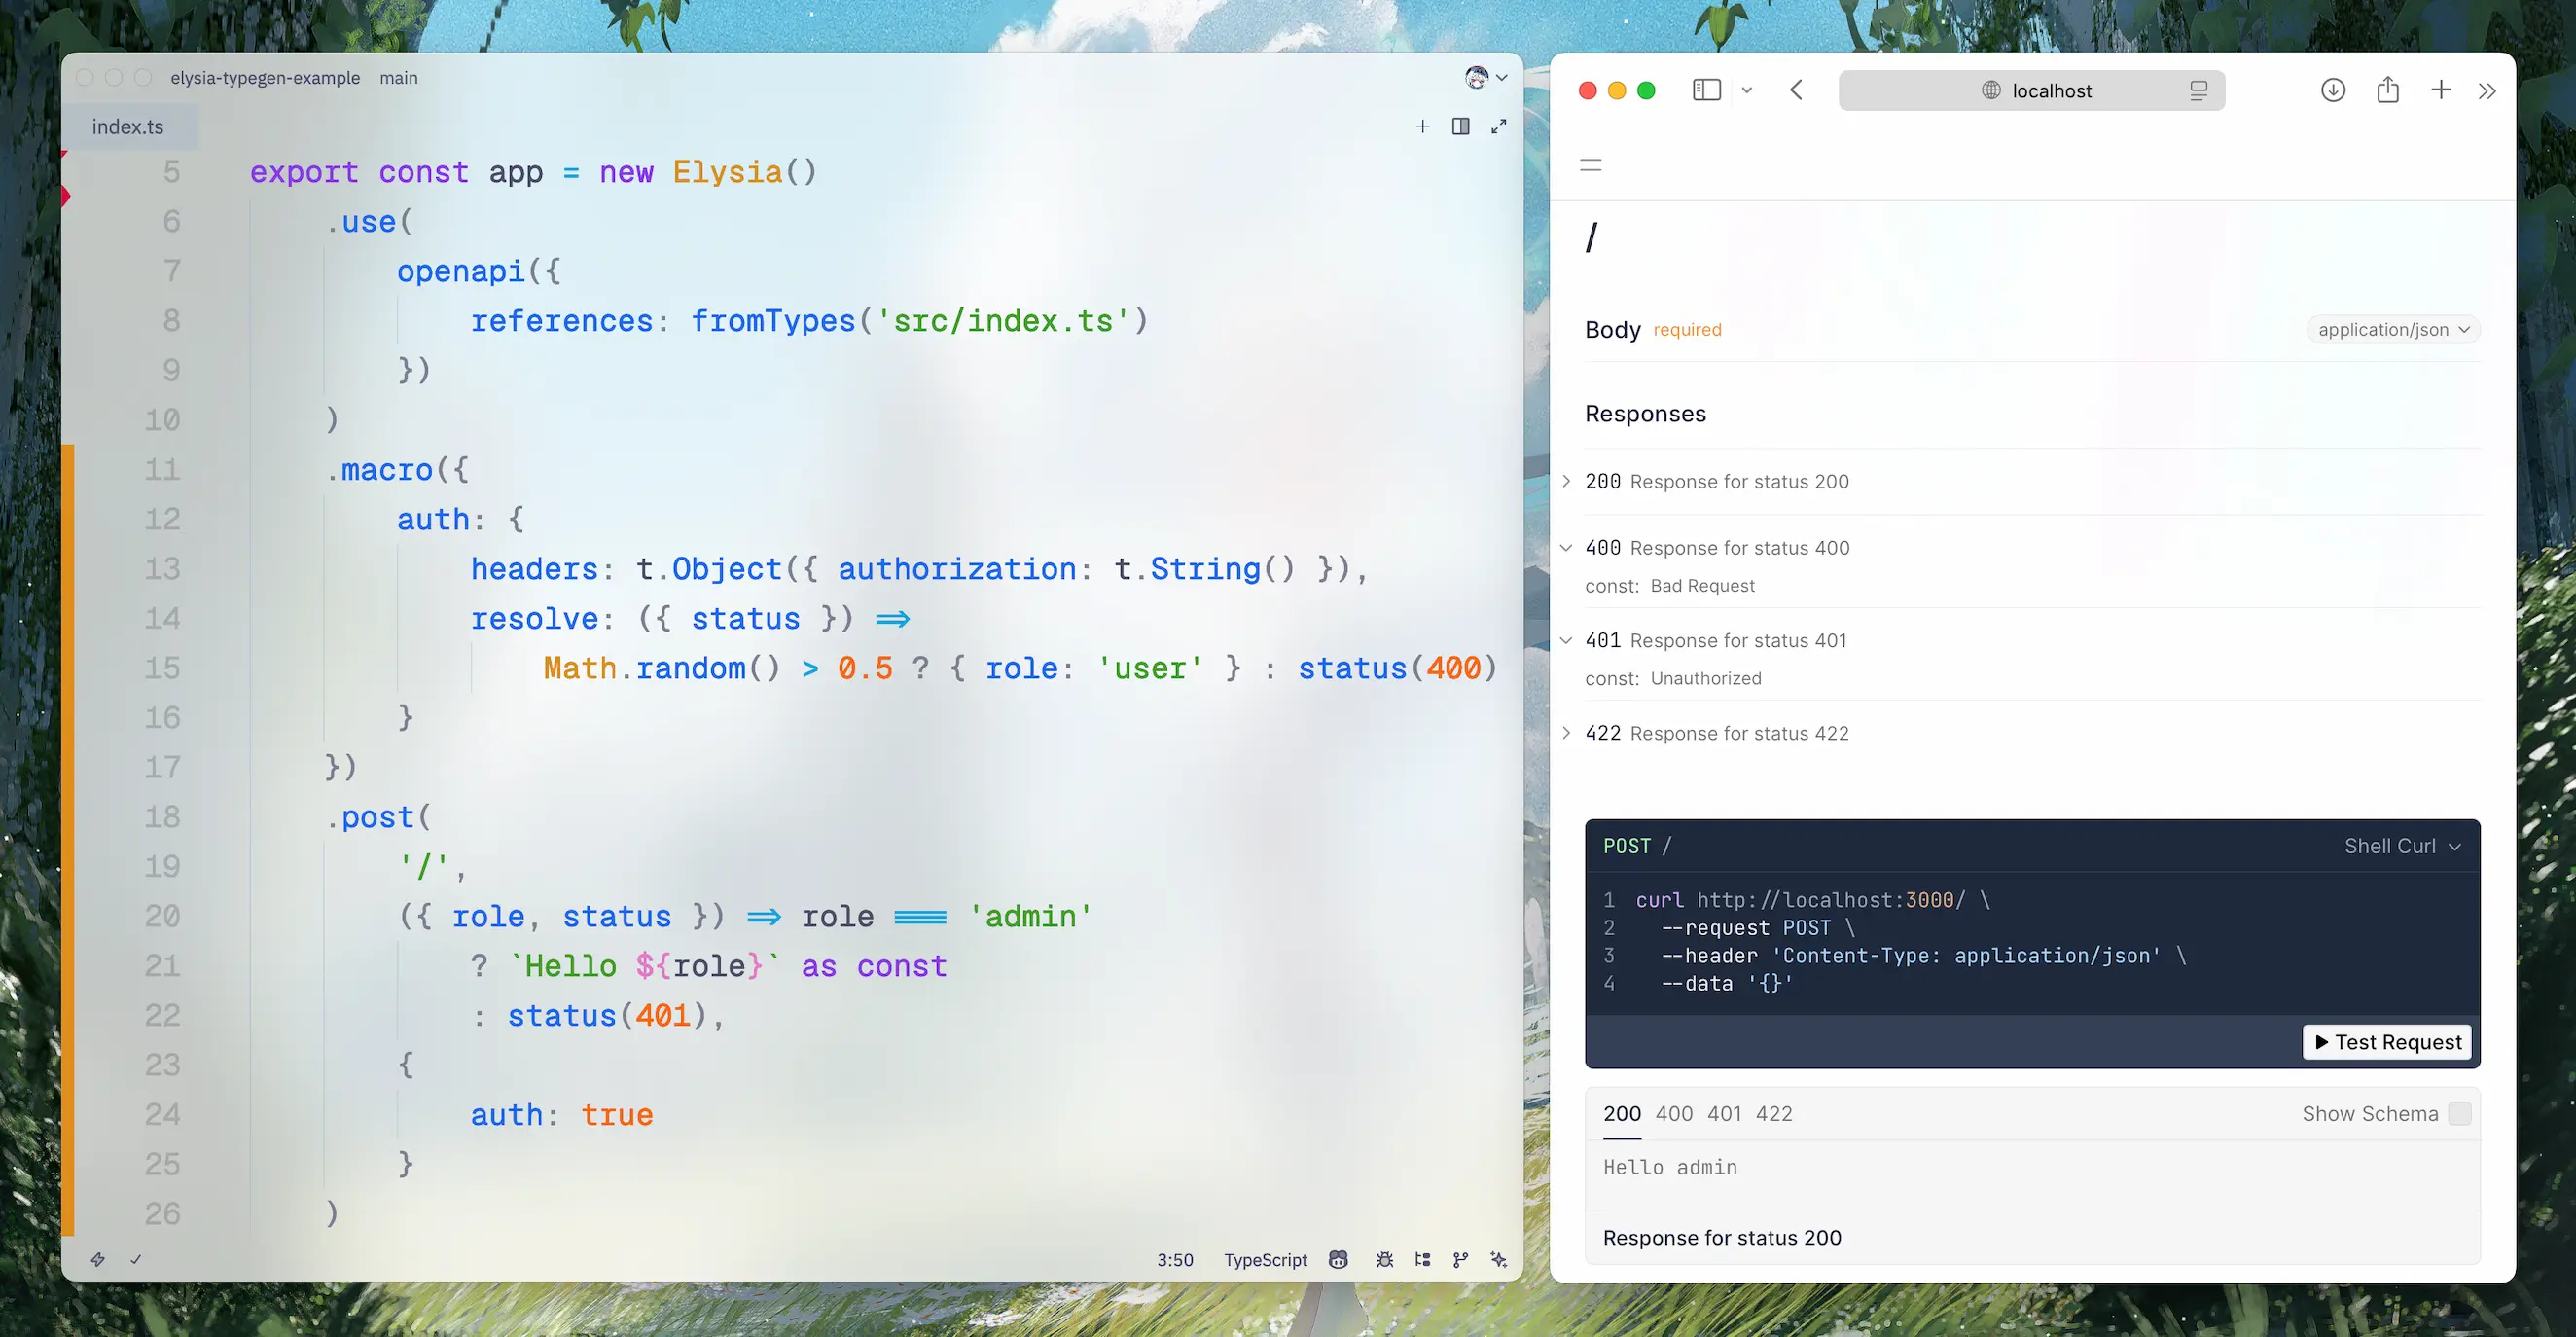 elysia-typegen-example main
index.ts
5 export const app = new Elysia()
6 .use(
7 openapi({
8 references: fromTypes('src/index.ts')
9 })
10 )
11 .macro({
12 auth: {
13 headers: t.Object({ authorization: t.String() }),
14 resolve: ({ status }) =>
15 Math.random() > 0.5 ? { role: 'user' } : status(400)
16 }
17 })
18 .post(
19 '/',
20 ({ role, status }) => role === 'admin'
21 ? `Hello ${role}` as const
22 : status(401),
23 {
24 auth: true
25 }
26 )
3:50 TypeScript
localhost
/
Body required application/json
Responses
200 Response for status 200
400 Response for status 400
const: Bad Request
401 Response for status 401
const: Unauthorized
422 Response for status 422
POST / Shell Curl
1 curl http://localhost:3000/ \
2 --request POST \
3 --header 'Content-Type: application/json' \
4 --data '{}'
Test Request
200 400 401 422 Show Schema
Hello admin
Response for status 200